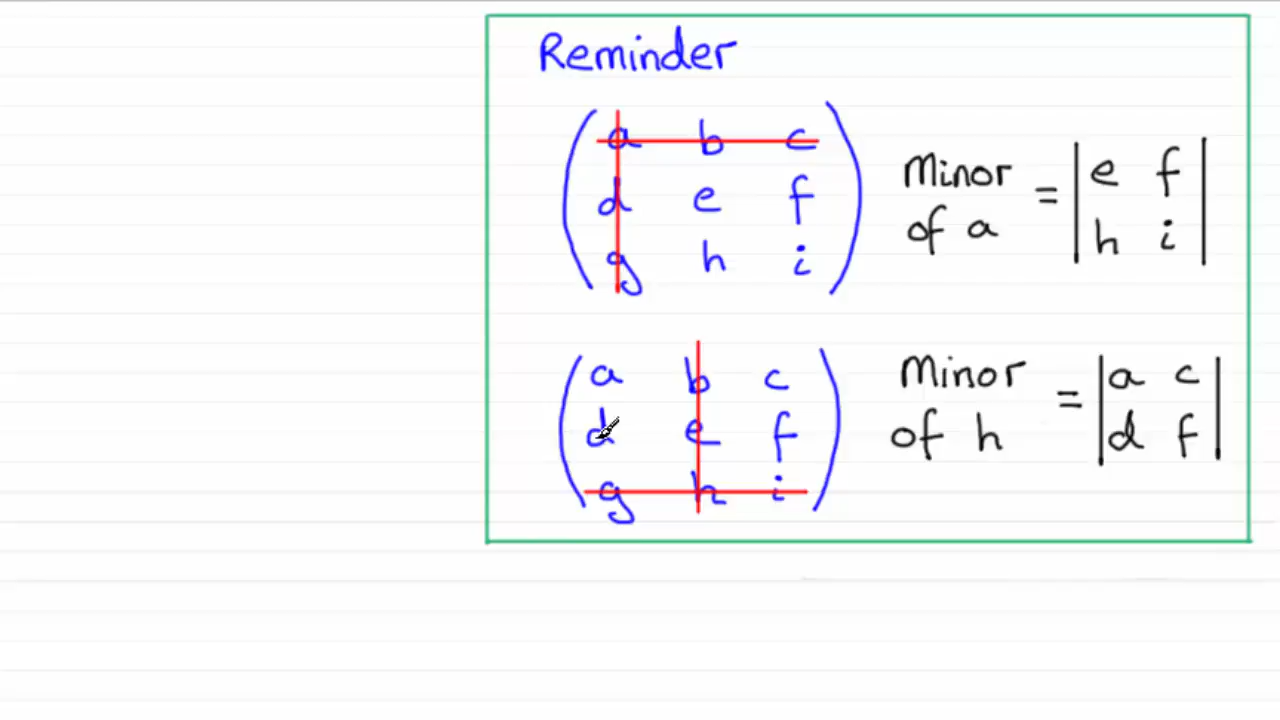 Reminder
a b c
d e f
g h i
Minor of a = | e f |
| h i |
a b c
d e f
g h i
Minor of h = | a c |
| d f |